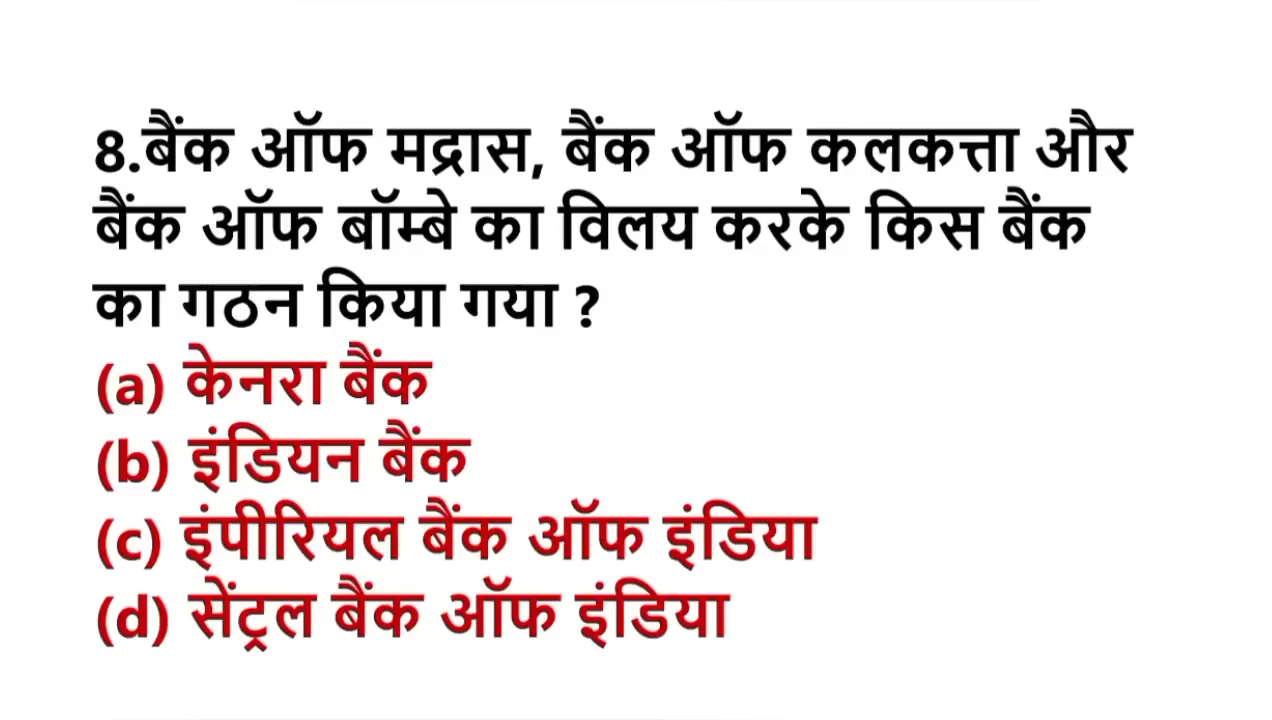 8.बैंक ऑफ मद्रास, बैंक ऑफ कलकत्ता और
बैंक ऑफ बॉम्बे का विलय करके किस बैंक
का गठन किया गया ?
(a) केनरा बैंक
(b) इंडियन बैंक
(c) इंपीरियल बैंक ऑफ इंडिया
(d) सेंट्रल बैंक ऑफ इंडिया